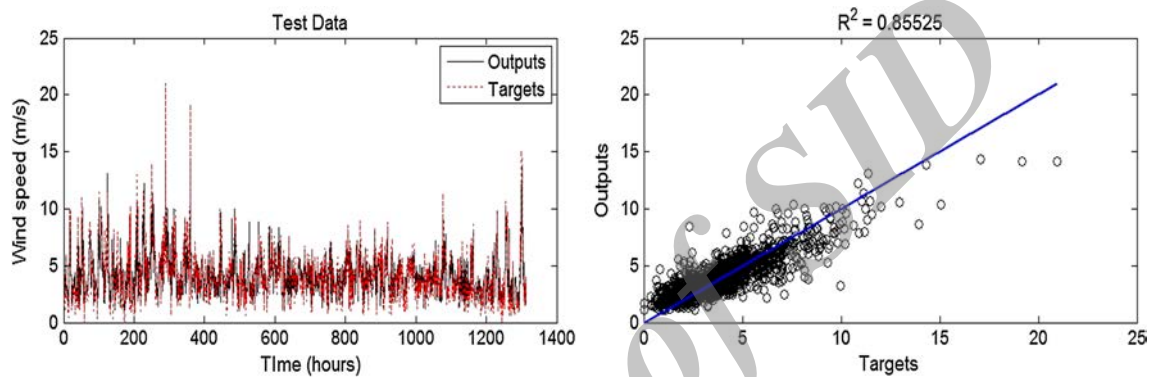 Test Data
25
20
15
10
5
0
Wind speed (m/s)
Outputs
Targets
0 200 400 600 800 1000 1200 1400
TIme (hours)
R² = 0.85525
25
20
15
10
5
0
Outputs
0 5 10 15 20 25
Targets
of SID